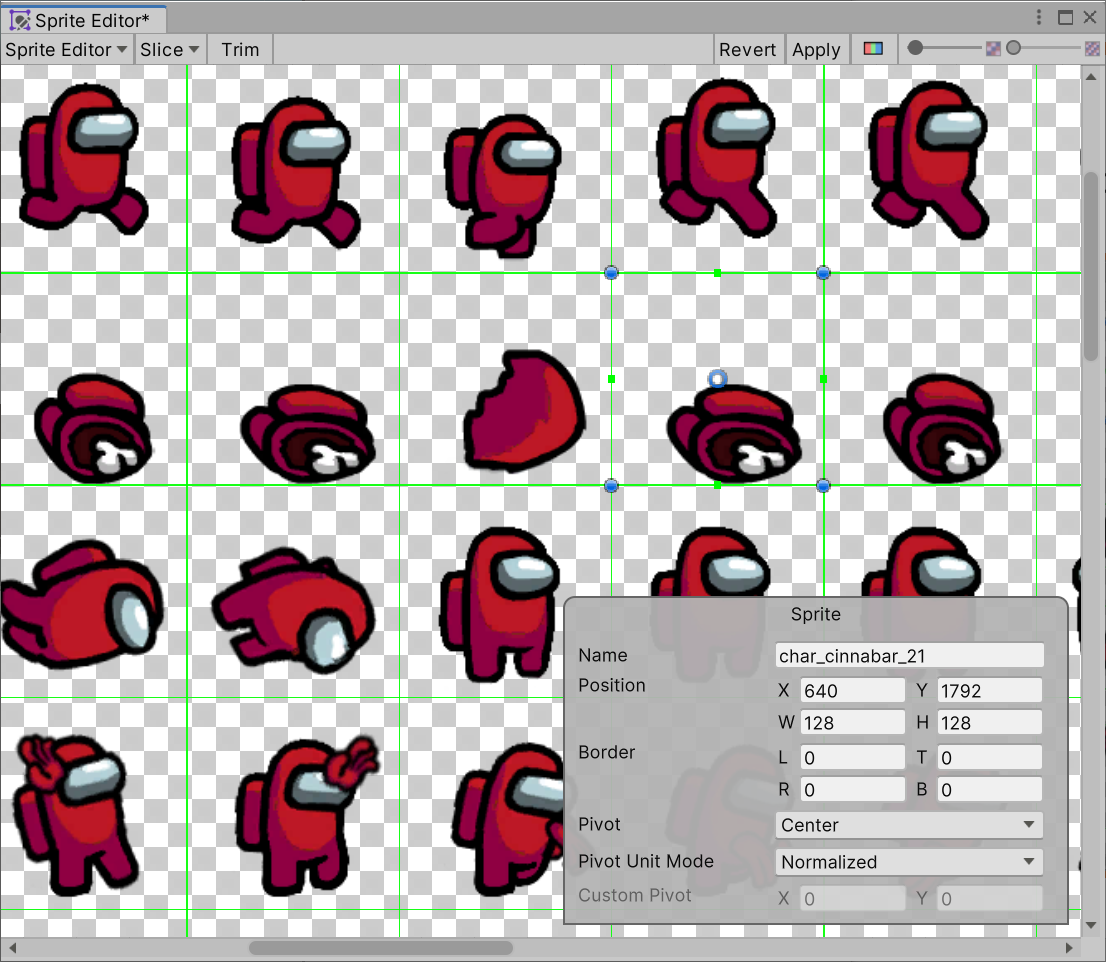 Sprite Editor*
Sprite Editor Slice Trim Revert Apply
Sprite
Name char_cinnabar_21
Position X 640 Y 1792
W 128 H 128
Border L 0 T 0
R 0 B 0
Pivot Center
Pivot Unit Mode Normalized
Custom Pivot X 0 Y 0